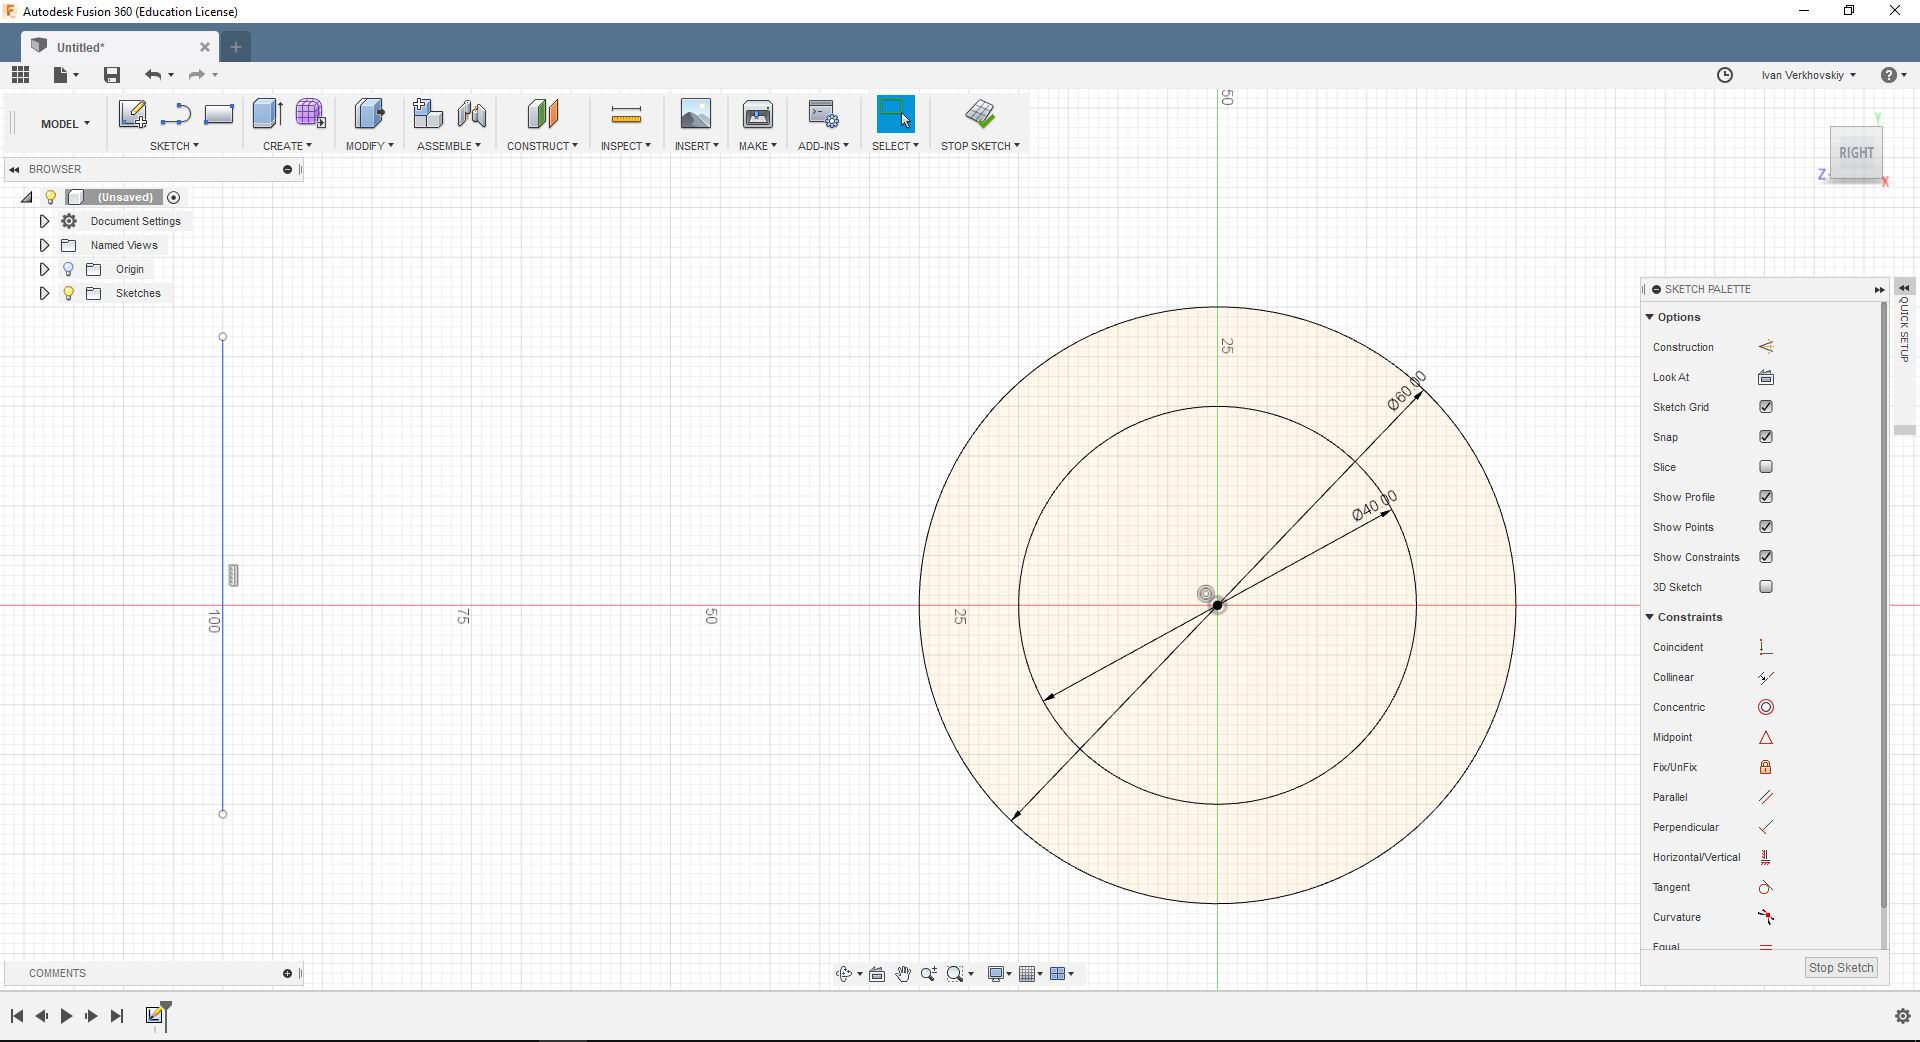 Autodesk Fusion 360 (Education License)
Untitled*
Ivan Verkhovskiy
MODEL
SKETCH
CREATE
MODIFY
ASSEMBLE
CONSTRUCT
INSPECT
INSERT
MAKE
ADD-INS
SELECT
STOP SKETCH
BROWSER
(Unsaved)
Document Settings
Named Views
Origin
Sketches
50
25
Ø60.00
Ø40.00
100
75
50
25
Y
RIGHT
Z
X
SKETCH PALETTE
QUICK SETUP
Options
Construction
Look At
Sketch Grid
Snap
Slice
Show Profile
Show Points
Show Constraints
3D Sketch
Constraints
Coincident
Collinear
Concentric
Midpoint
Fix/UnFix
Parallel
Perpendicular
Horizontal/Vertical
Tangent
Curvature
Equal
Stop Sketch
COMMENTS